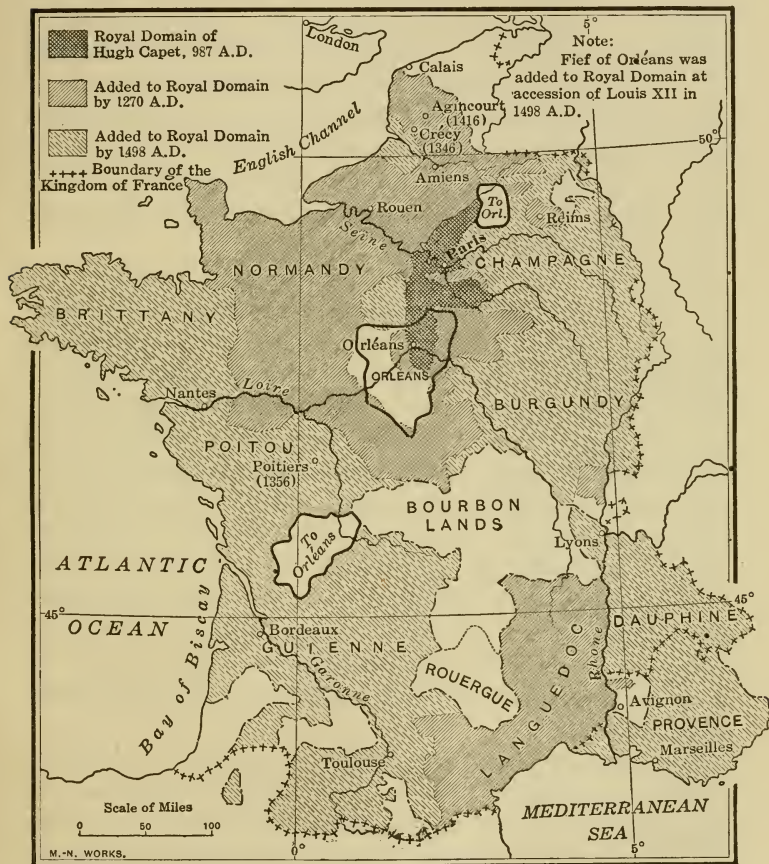 Royal Domain of
Hugh Capet, 987 A.D.
Added to Royal Domain
by 1270 A.D.
Added to Royal Domain
by 1498 A.D.
Boundary of the
Kingdom of France
London
English Channel
Calais
Agincourt
(1416)
Crécy
(1346)
Amiens
5°
Note:
Fief of Orléans was
added to Royal Domain at
accession of Louis XII in
1498 A.D.
50°
Rouen
Seine
To
Orl.
Reims
Paris
NORMANDY
CHAMPAGNE
BRITTANY
Orléans
ORLEANS
Nantes
Loire
BURGUNDY
POITOU
Poitiers
(1356)
BOURBON
LANDS
To
Orléans
Lyons
ATLANTIC
OCEAN
45°
45°
Bay of Biscay
Bordeaux
GUIENNE
Garonne
ROUERGUE
LANGUEDOC
Rhone
DAUPHINE
Avignon
PROVENCE
Marseilles
Toulouse
Scale of Miles
0 50 100
MEDITERRANEAN
SEA
M.-N. WORKS.
0°
5°